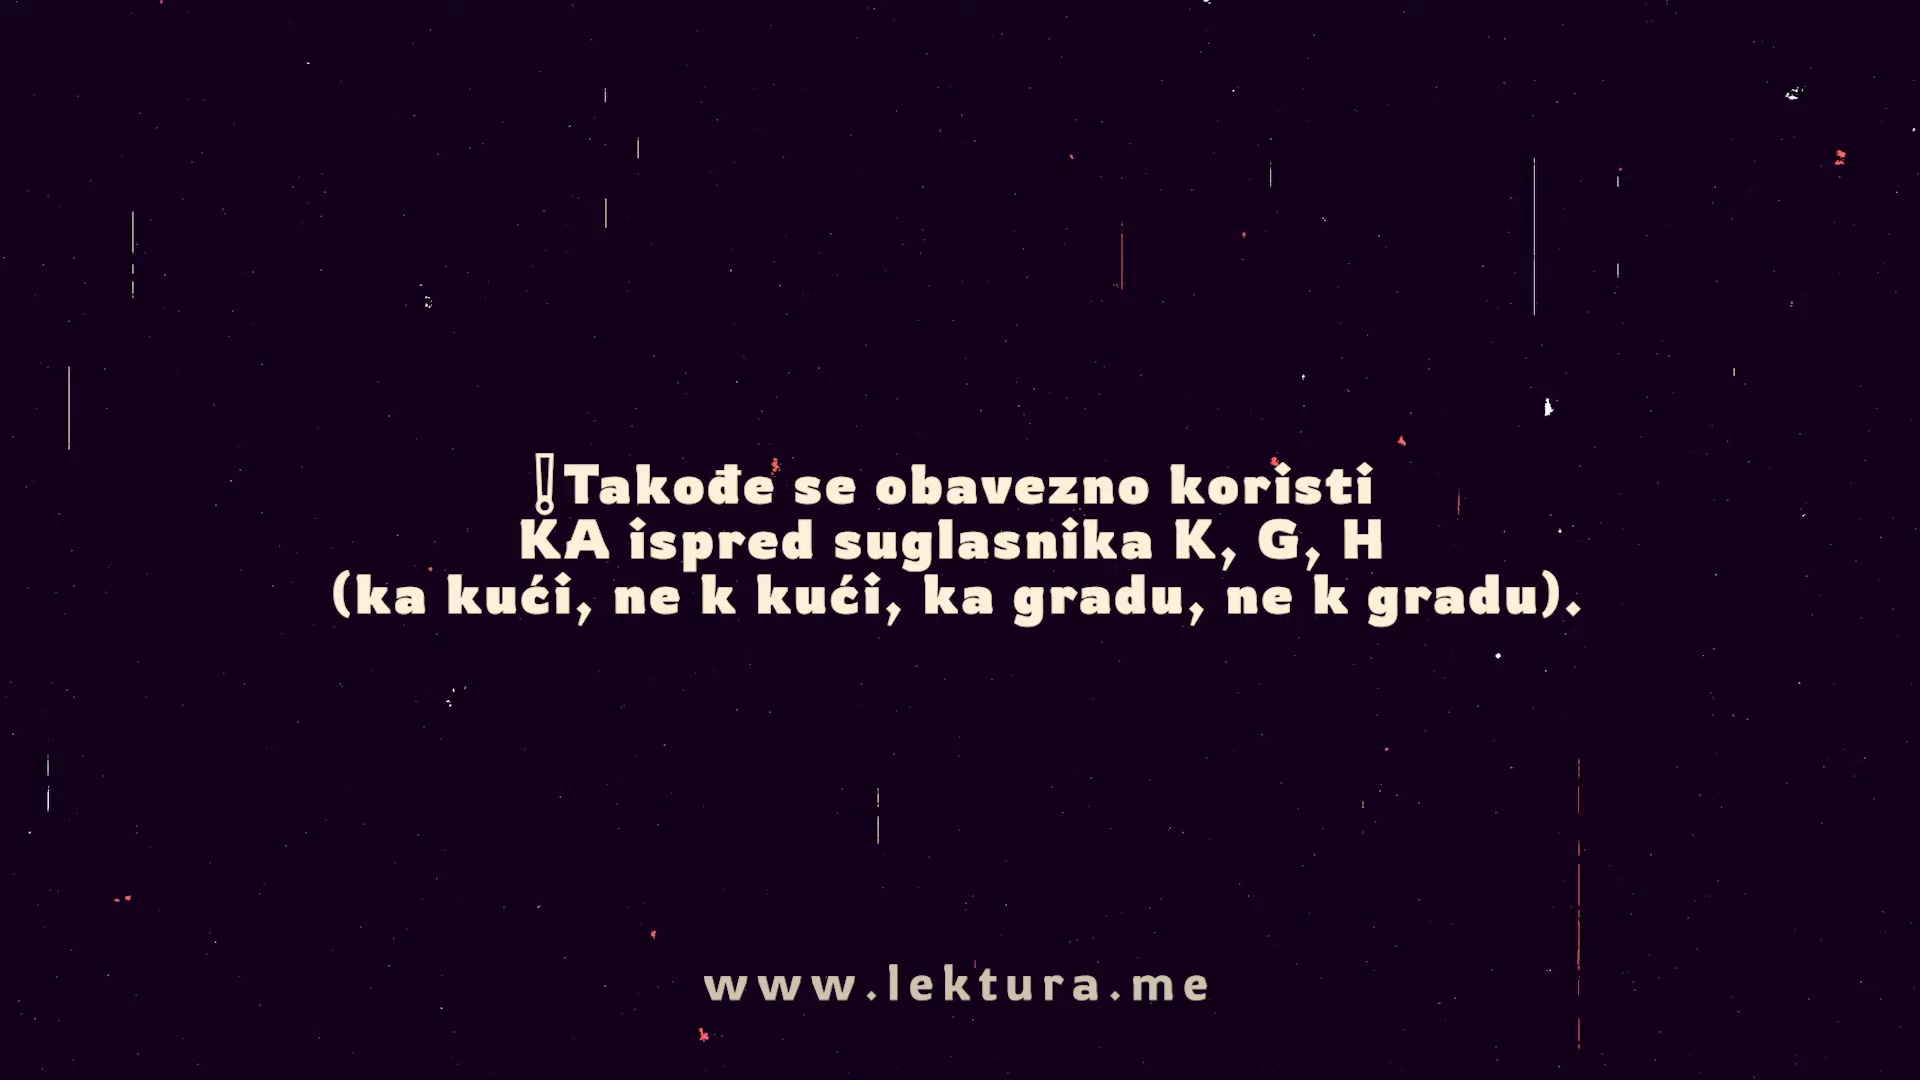 ❕Takođe se obavezno koristi
KA ispred suglasnika K, G, H
(ka kući, ne k kući, ka gradu, ne k gradu).
www.lektura.me